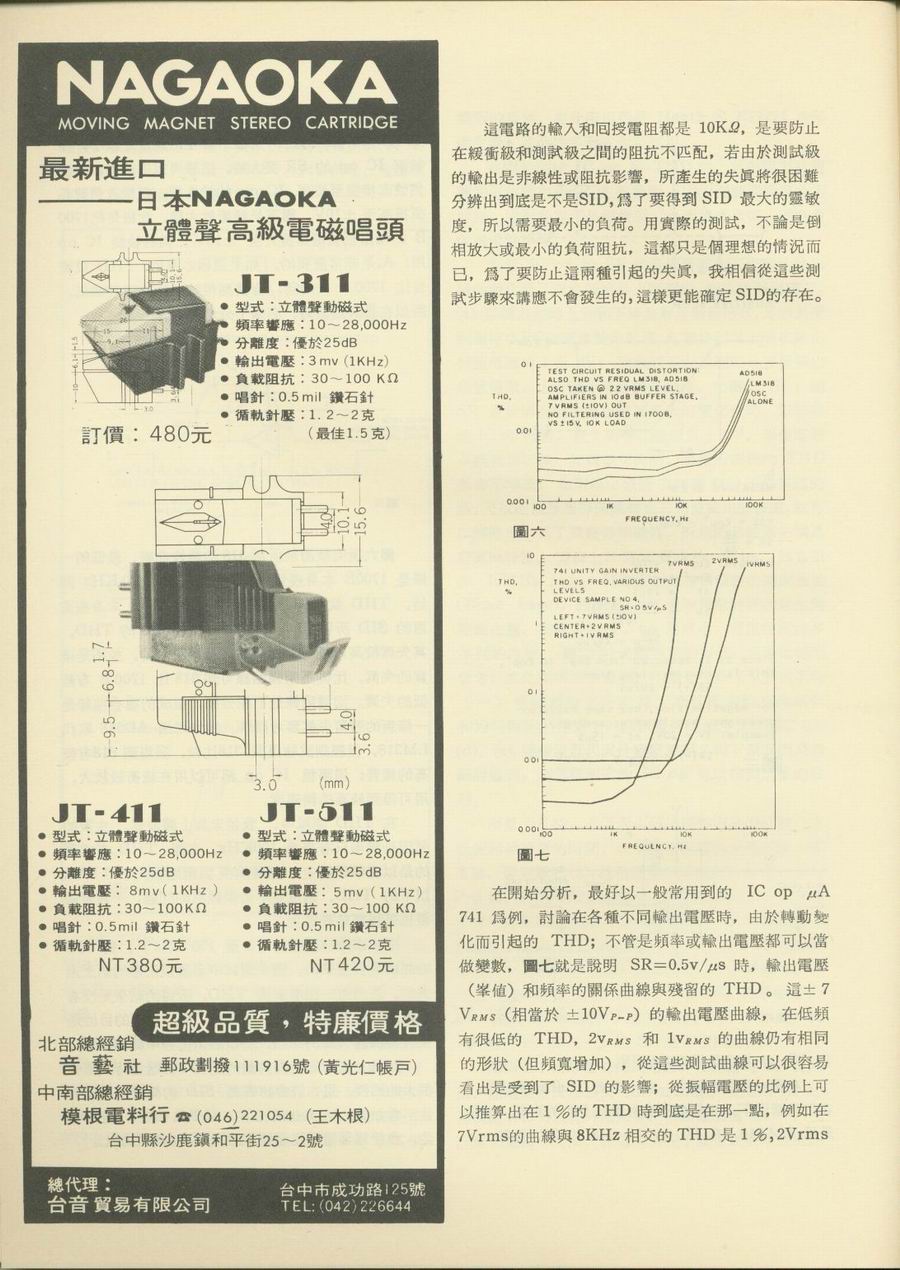 NAGAOKA
MOVING MAGNET STEREO CARTRIDGE
最新進口
日本NAGAOKA
立體聲高級電磁唱頭
JT-311
● 型式：立體聲動磁式
● 頻率響應：10～28,000Hz
● 分離度：優於25dB
● 輸出電壓：3mv (1KHz)
● 負載阻抗：30～100 KΩ
● 唱針：0.5mil 鑽石針
● 循軌針壓：1.2～2克
（最佳1.5克）
訂價：480元
4.0
10.1
15.6
1.7
6.8
9.5
4.0
3.6
3.0
(mm)
JT-411
● 型式：立體聲動磁式
● 頻率響應：10～28,000Hz
● 分離度：優於25dB
● 輸出電壓：8mv(1KHz)
● 負載阻抗：30～100KΩ
● 唱針：0.5mil 鑽石針
● 循軌針壓：1.2～2克
NT380元
JT-511
● 型式：立體聲動磁式
● 頻率響應：10～28,000Hz
● 分離度：優於25dB
● 輸出電壓：5mv (1KHz)
● 負載阻抗：30～100 KΩ
● 唱針：0.5mil 鑽石針
● 循軌針壓：1.2～2克
NT420元
超級品質，特廉價格
北部總經銷
音藝社 郵政劃撥111916號 (黃光仁帳戶)
中南部總經銷
模根電料行 ☎ (046) 221054 (王木根)
台中縣沙鹿鎮和平街25～2號
總代理：
台音貿易有限公司
台中市成功路125號
TEL: (042) 226644
這電路的輸入和回授電阻都是 10KΩ，是要防止
在緩衝級和測試級之間的阻抗不匹配，若由於測試級
的輸出是非線性或阻抗影響，所產生的失眞將很困難
分辨出到底是不是SID，爲了要得到 SID 最大的靈敏
度，所以需要最小的負荷。用實際的測試，不論是倒
相放大或最小的負荷阻抗，這都只是個理想的情況而
已，爲了要防止這兩種引起的失眞，我相信從這些測
試步驟來講應不會發生的，這樣更能確定 SID的存在。
TEST CIRCUIT RESIDUAL DISTORTION:
ALSO THD VS FREQ LM318, AD518
OSC TAKEN @ 2.2 VRMS LEVEL,
AMPLIFIERS IN 10dB BUFFER STAGE,
7VRMS (±10V) OUT
NO FILTERING USED IN 1700B,
VS ±15V, 10K LOAD
AD518
LM318
OSC
ALONE
THD,
%
0.1
0.01
0.001
100 1K 10K 100K
FREQUENCY, Hz
圖六
741 UNITY GAIN INVERTER
THD VS FREQ, VARIOUS OUTPUT
LEVELS
DEVICE SAMPLE NO 4,
SR=0.5V/µS
LEFT=7VRMS (±10V)
CENTER=2VRMS
RIGHT=1VRMS
7VRMS
2VRMS
1VRMS
THD,
%
10
1
0.1
0.01
0.001
100 1K 10K 100K
FREQUENCY, Hz
圖七
在開始分析，最好以一般常用到的 IC op μA
741 爲例，討論在各種不同輸出電壓時，由於轉動變
化而引起的 THD；不管是頻率或輸出電壓都可以當
做變數，圖七就是說明 SR=0.5v/μs 時，輸出電壓
（峯値）和頻率的關係曲線與殘留的 THD。這±7
VRMS（相當於 ±10VP-P）的輸出電壓曲線，在低頻
有很低的 THD, 2vRMS 和 1vRMS 的曲線仍有相同
的形狀（但頻寬增加），從這些測試曲線可以很容易
看出是受到了 SID 的影響；從振幅電壓的比例上可
以推算出在1%的 THD 時到底是在那一點，例如在
7Vrms的曲線與 8KHz 相交的 THD 是1%, 2Vrms